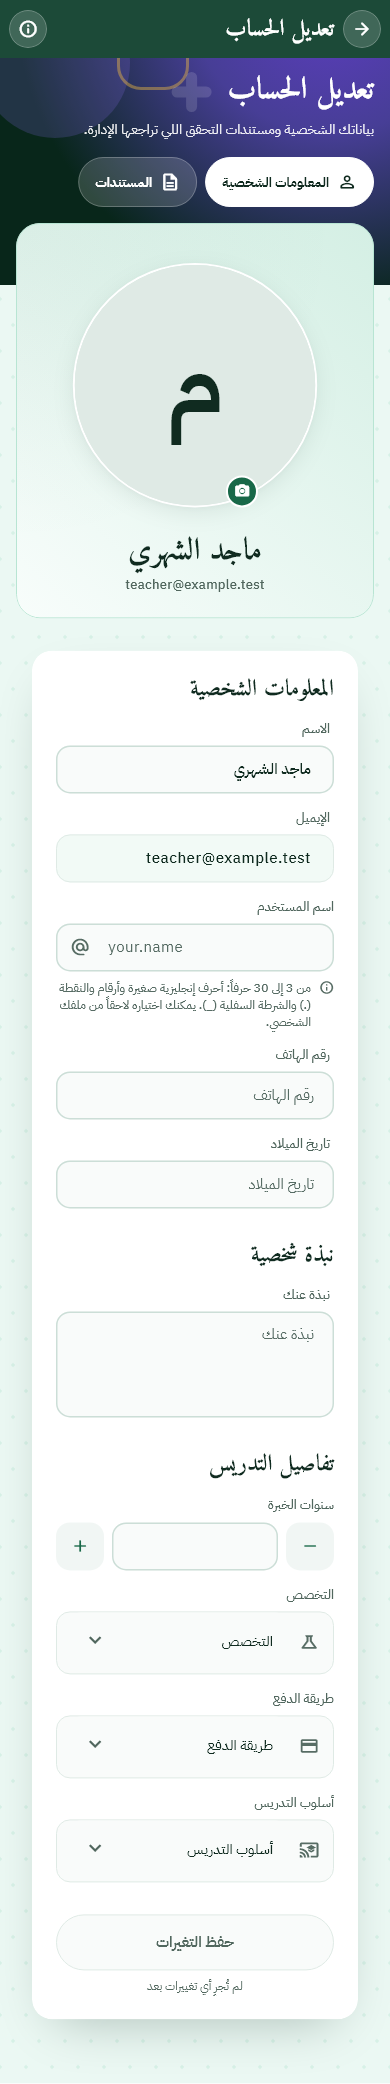 تعديل الحساب
تعديل الحساب
بياناتك الشخصية ومستندات التحقق اللي تراجعها الإدارة.
المعلومات الشخصية
المستندات
م
ماجد الشهري
teacher@example.test
المعلومات الشخصية
الاسم
ماجد الشهري
الإيميل
teacher@example.test
اسم المستخدم
your.name
من 3 إلى 30 حرفاً: أحرف إنجليزية صغيرة وأرقام والنقطة
(.) والشرطة السفلية (_). يمكنك اختياره لاحقاً من ملفك
الشخصي.
رقم الهاتف
رقم الهاتف
تاريخ الميلاد
تاريخ الميلاد
نبذة شخصية
نبذة عنك
نبذة عنك
تفاصيل التدريس
سنوات الخبرة
التخصص
التخصص
طريقة الدفع
طريقة الدفع
أسلوب التدريس
أسلوب التدريس
حفظ التغيرات
لم تُجرِ أي تغييرات بعد